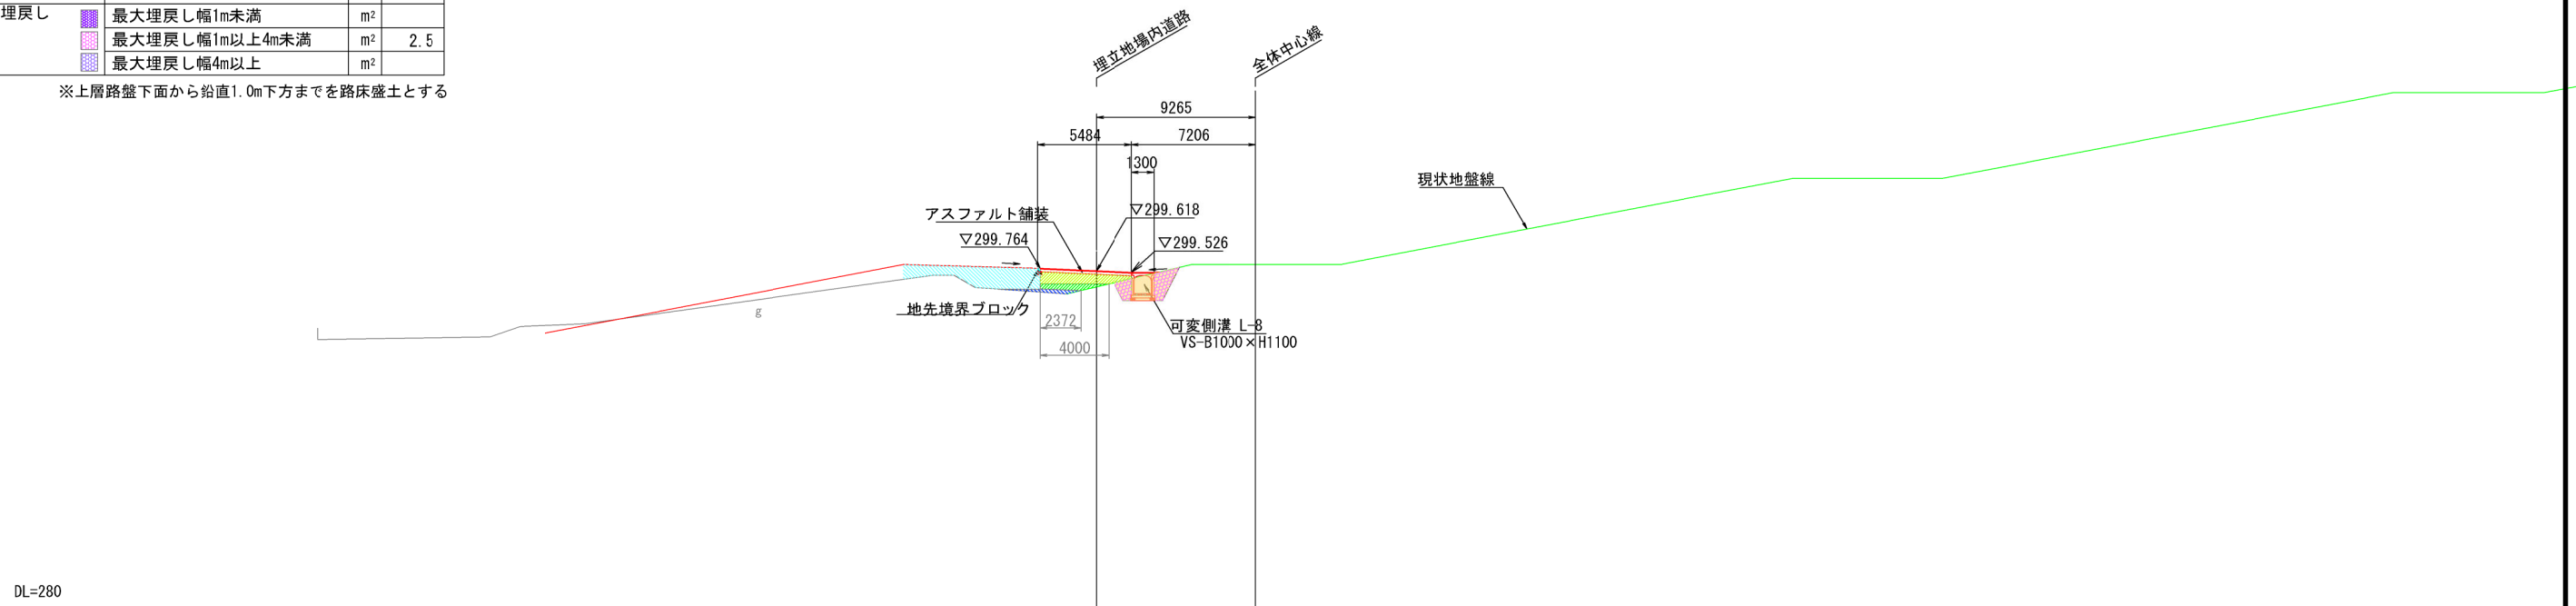 埋戻し
最大埋戻し幅1m未満 m²
最大埋戻し幅1m以上4m未満 m² 2.5
最大埋戻し幅4m以上 m²
※上層路盤下面から鉛直1.0m下方までを路床盛土とする
埋立地場内道路
全体中心線
9265
5484
7206
1300
現状地盤線
アスファルト舗装
▽299.618
▽299.764
▽299.526
地先境界ブロック
g
2372
可変側溝 L-8
VS-B1000×H1100
4000
DL=280